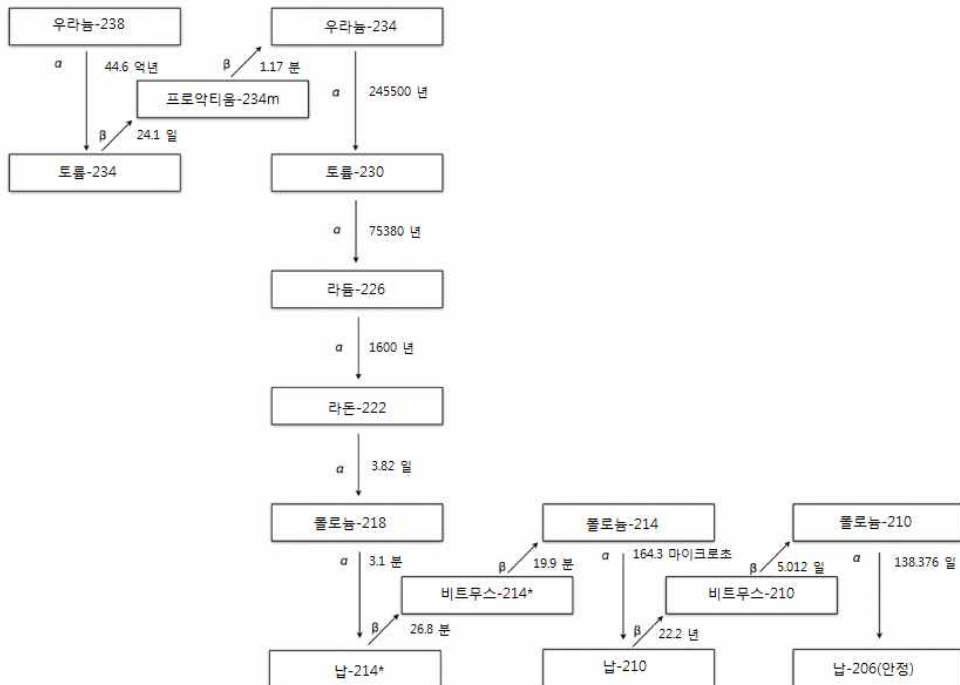 우라늄-238
우라늄-234
α
44.6 억년
β
1.17 분
α
245500 년
프로악티움-234m
β
24.1 일
토륨-234
토륨-230
α
75380 년
라듐-226
α
1600 년
라돈-222
α
3.82 일
폴로늄-218
폴로늄-214
폴로늄-210
α
3.1 분
β
19.9 분
α
164.3 마이크로초
β
5.012 일
α
138.376 일
비트무스-214*
비트무스-210
β
26.8 분
β
22.2 년
납-214*
납-210
납-206(안정)